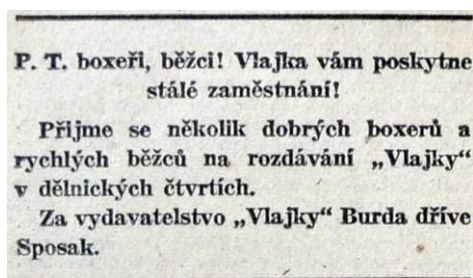 P. T. boxeři, běžci! Vlajka vám poskytne
stálé zaměstnání!
Přijme se několik dobrých boxerů a
rychlých běžců na rozdávání „Vlajky“
v dělnických čtvrtích.
Za vydavatelstvo „Vlajky“ Burda dříve
Sposak.